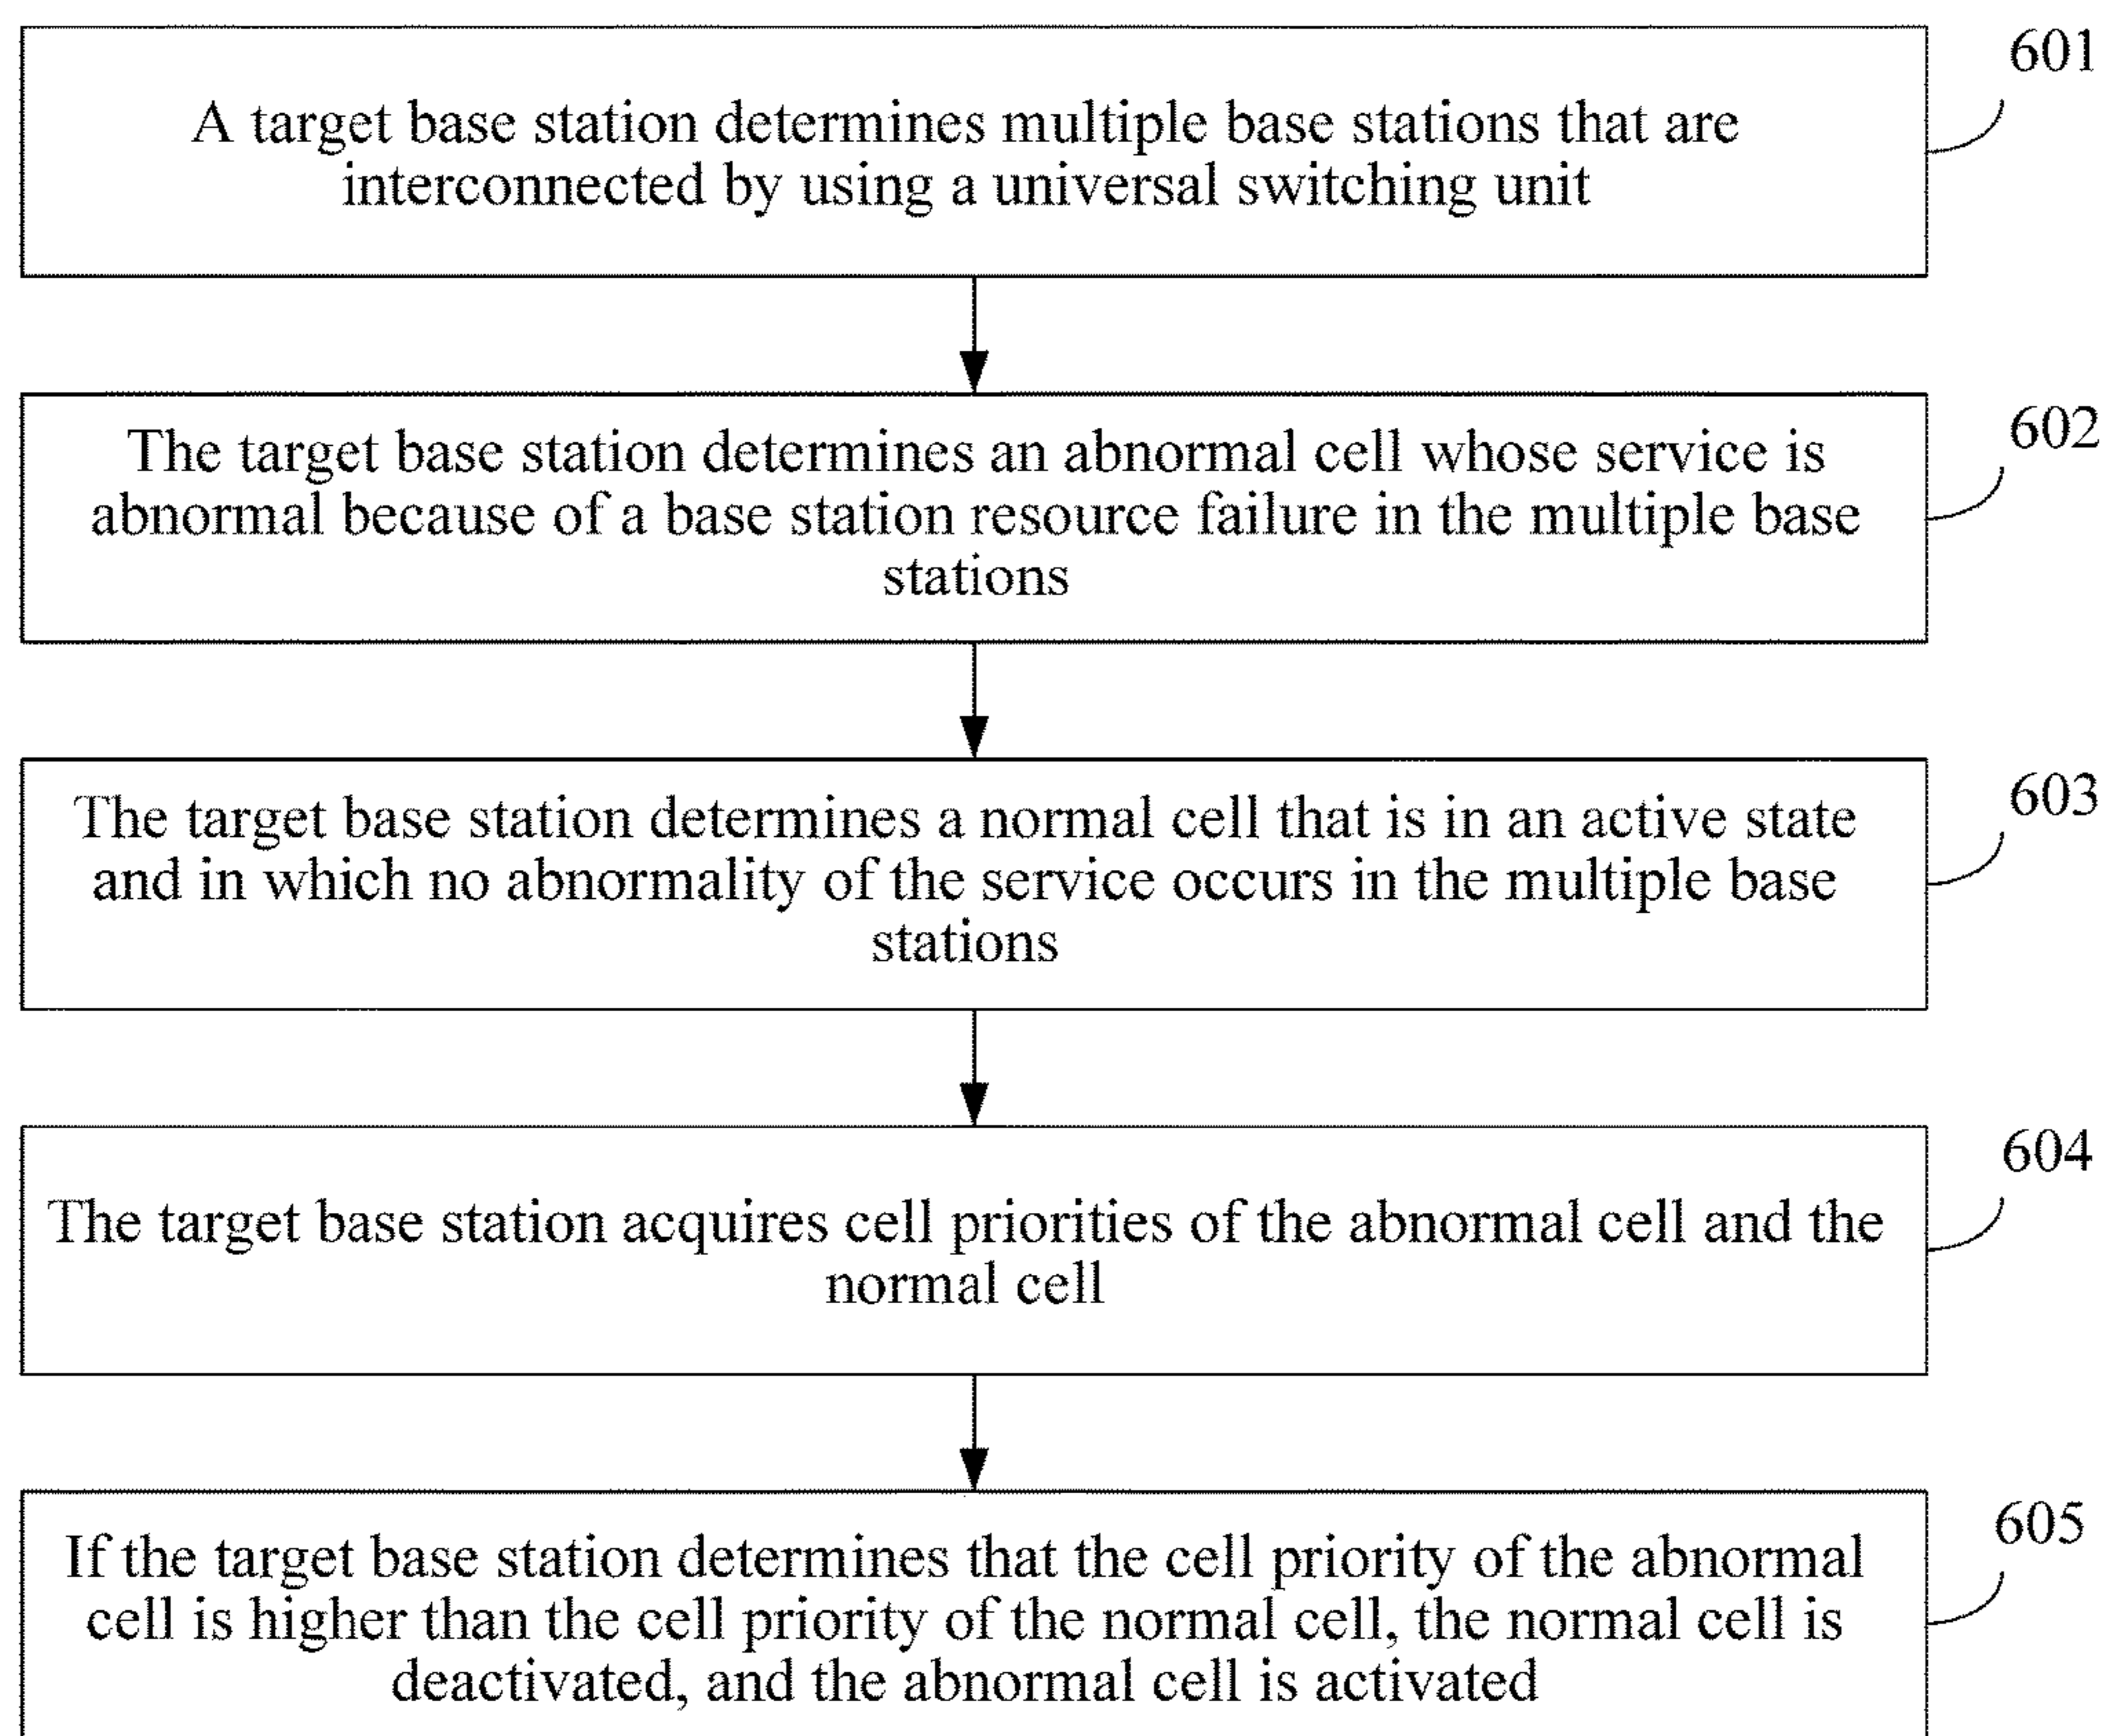 601
A target base station determines multiple base stations that are
interconnected by using a universal switching unit
602
The target base station determines an abnormal cell whose service is
abnormal because of a base station resource failure in the multiple base
stations
603
The target base station determines a normal cell that is in an active state
and in which no abnormality of the service occurs in the multiple base
stations
604
The target base station acquires cell priorities of the abnormal cell and the
normal cell
605
If the target base station determines that the cell priority of the abnormal
cell is higher than the cell priority of the normal cell, the normal cell is
deactivated, and the abnormal cell is activated